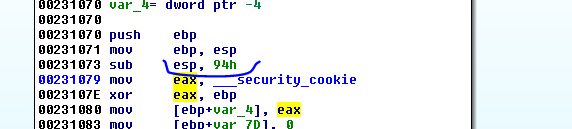 00231070 var_4= dword ptr -4
00231070
00231070 push ebp
00231071 mov ebp, esp
00231073 sub esp, 94h
00231079 mov eax, ___security_cookie
0023107E xor eax, ebp
00231080 mov [ebp+var_4], eax
00231083 mov [ebp+var_7D], 0